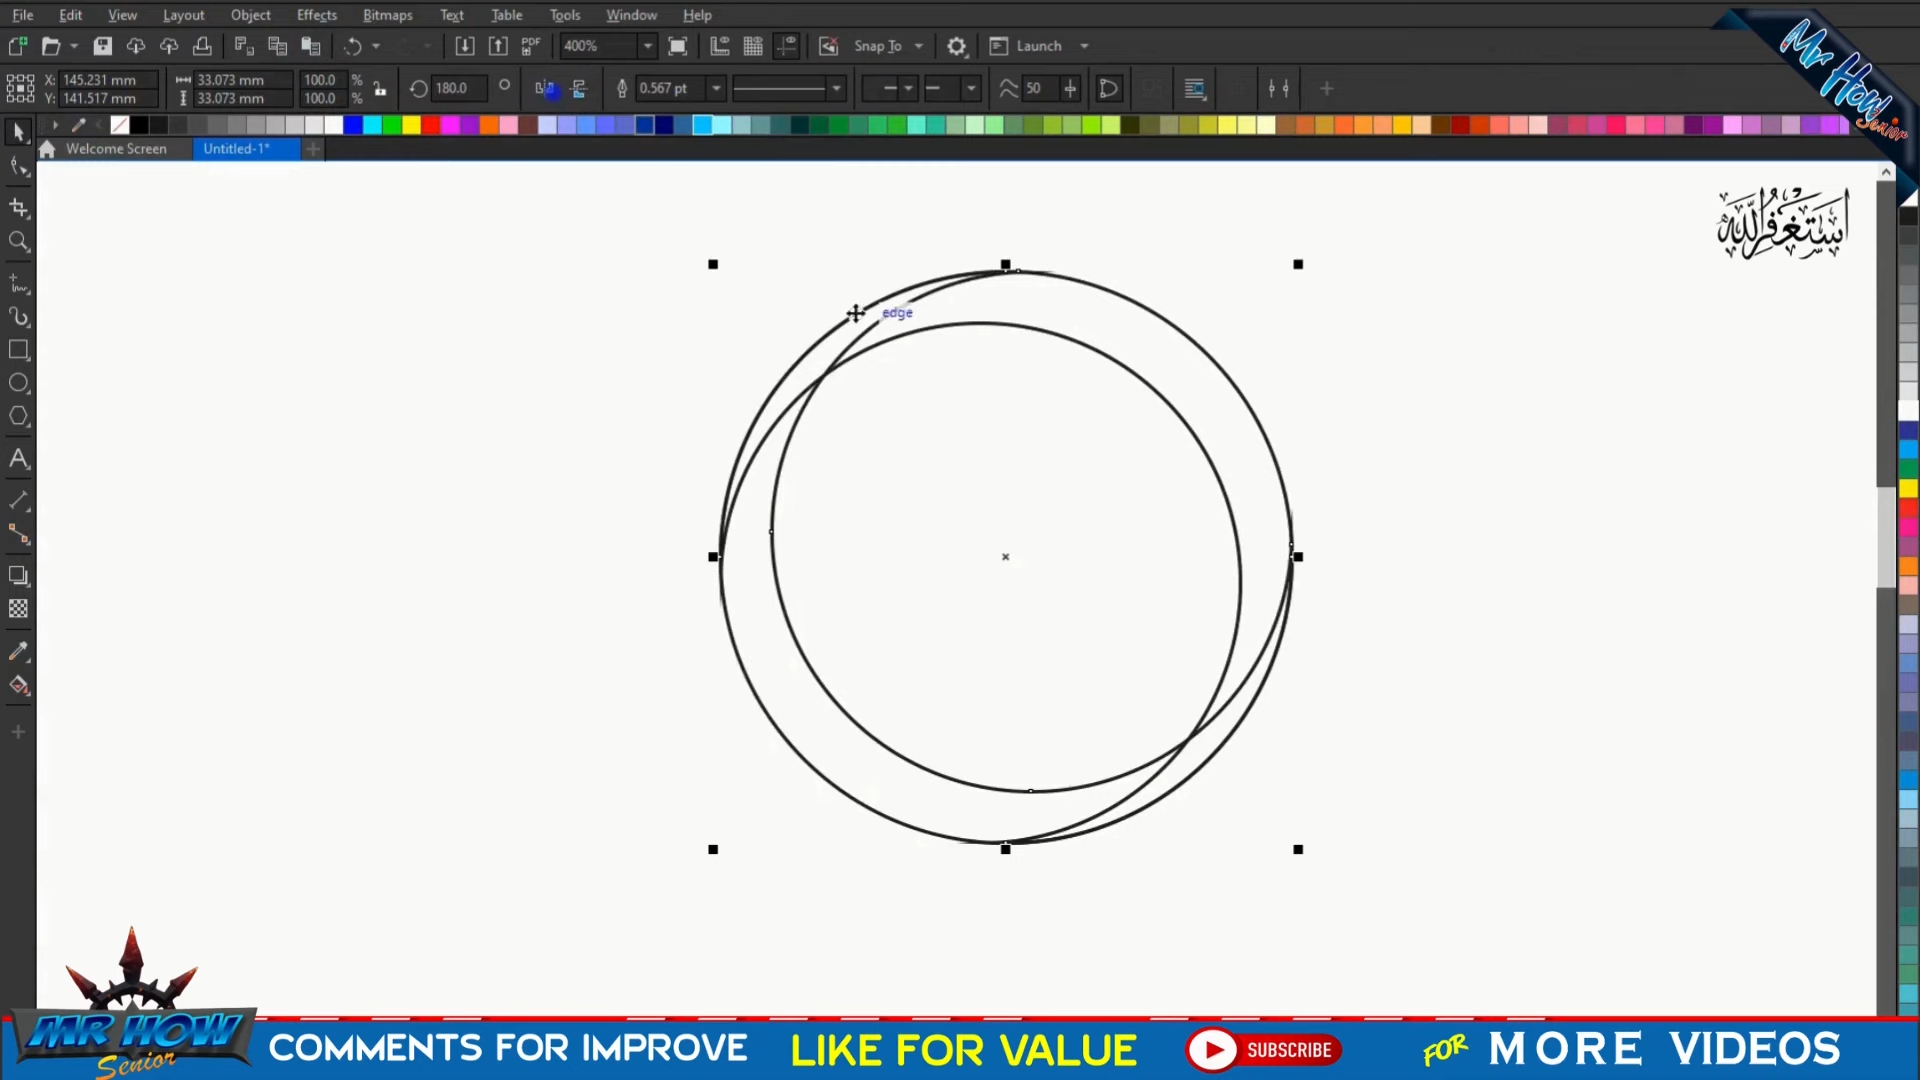 File Edit View Layout Object Effects Bitmaps Text Table Tools Window Help
PDF 400% Snap To Launch
X: 145.231 mm 33.073 mm 100.0 % 180.0 0.567 pt 50
Y: 141.517 mm 33.073 mm 100.0 %
Welcome Screen Untitled-1*
Mr How Senior
أستغفر الله
edge
MR HOW
Senior
COMMENTS FOR IMPROVE LIKE FOR VALUE SUBSCRIBE FOR MORE VIDEOS